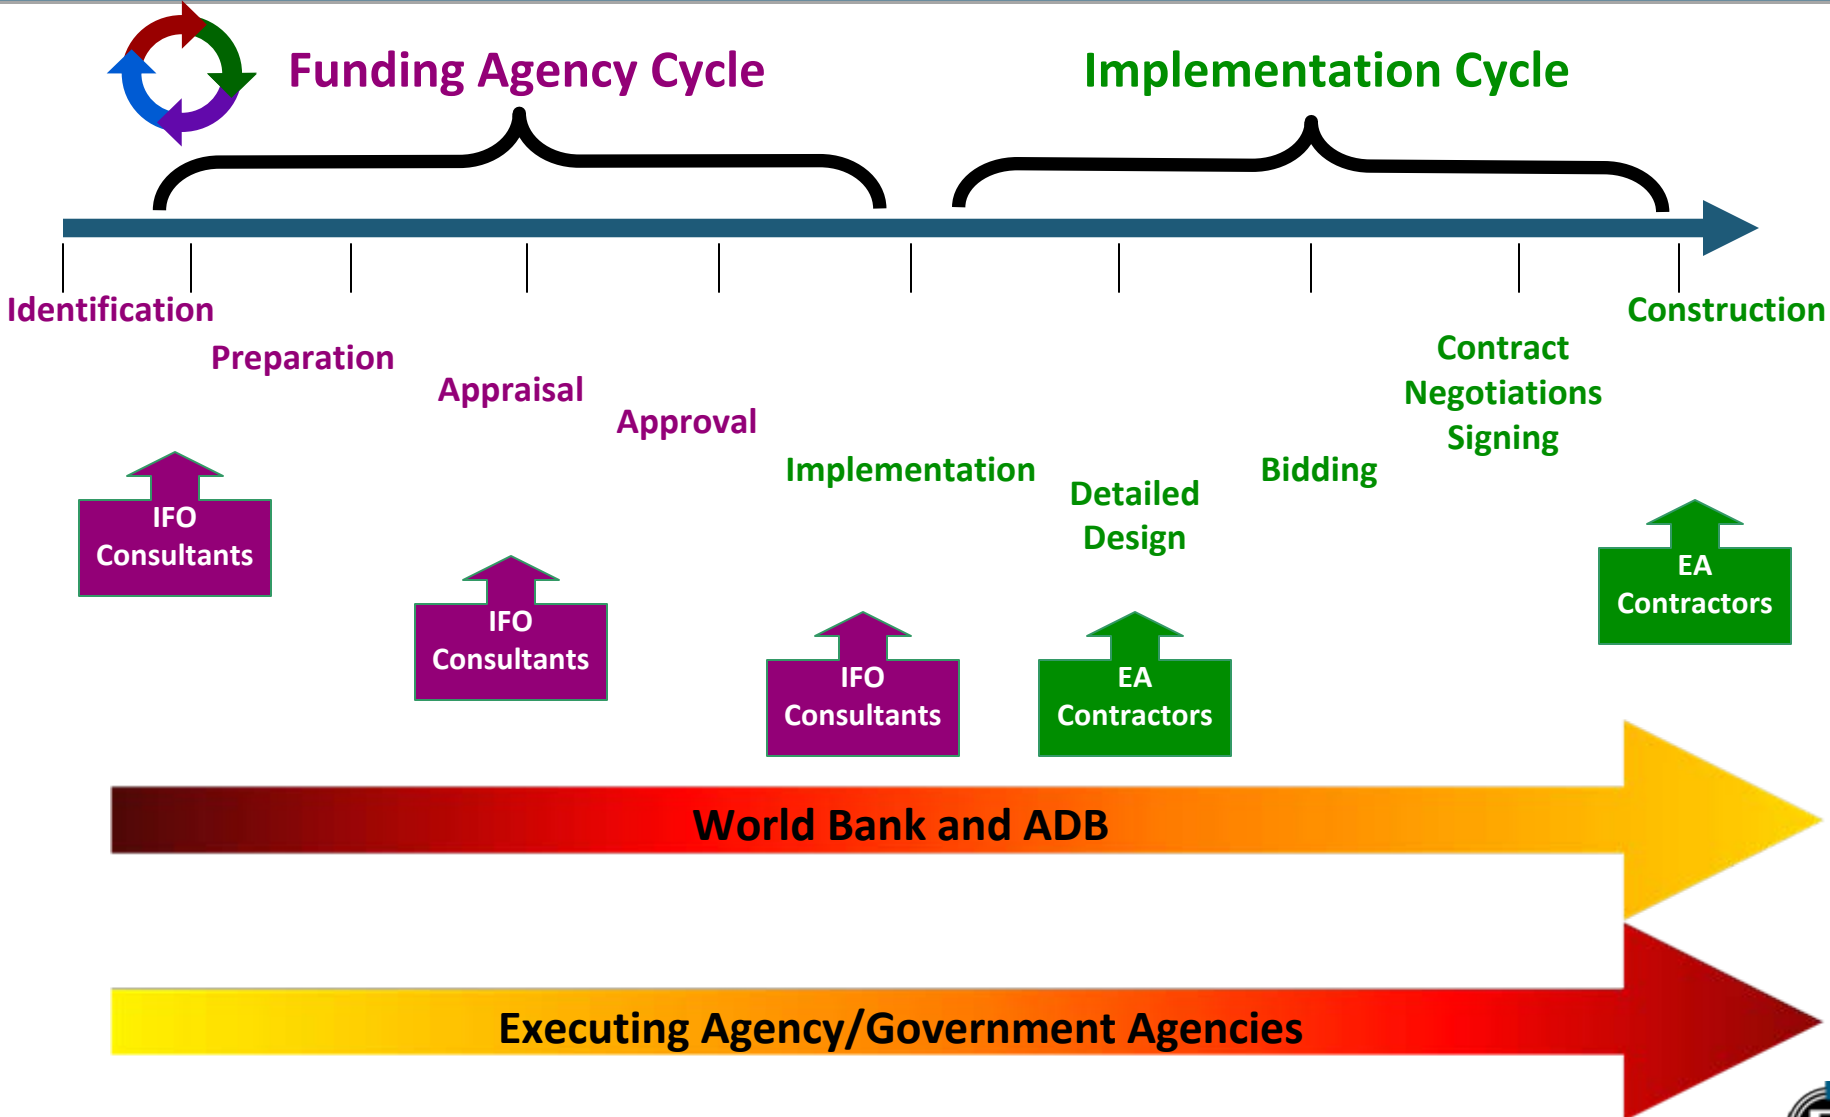 Funding Agency Cycle
Implementation Cycle
Identification
Preparation
Appraisal
Approval
Implementation
Detailed
Design
Bidding
Contract
Negotiations
Signing
Construction
IFO
Consultants
IFO
Consultants
IFO
Consultants
EA
Contractors
EA
Contractors
World Bank and ADB
Executing Agency/Government Agencies